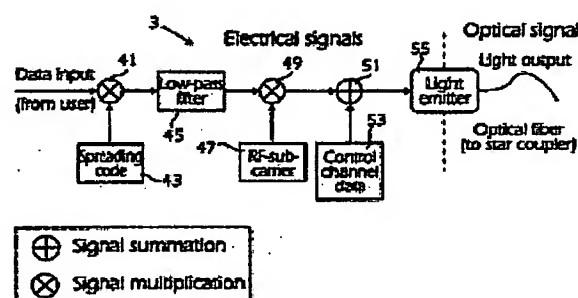 3
Electrical signals
Optical signal
Data input
(from user)
41
Low-pass
filter
45
49
51
55
Light
emitter
Light output
Optical fiber
(to star coupler)
Spreading
code
43
47
RF-sub-
carrier
53
Control
channel
data
Signal summation
Signal multiplication